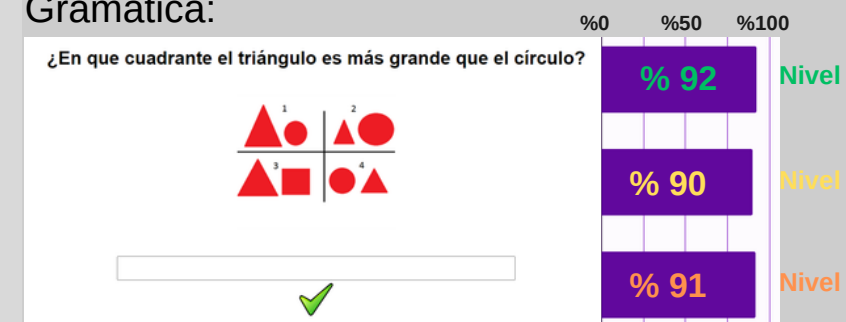 Gramática:
%0 %50 %100
¿En que cuadrante el triángulo es más grande que el círculo?
1 2
3 4
% 92 Nivel
% 90 Nivel
% 91 Nivel